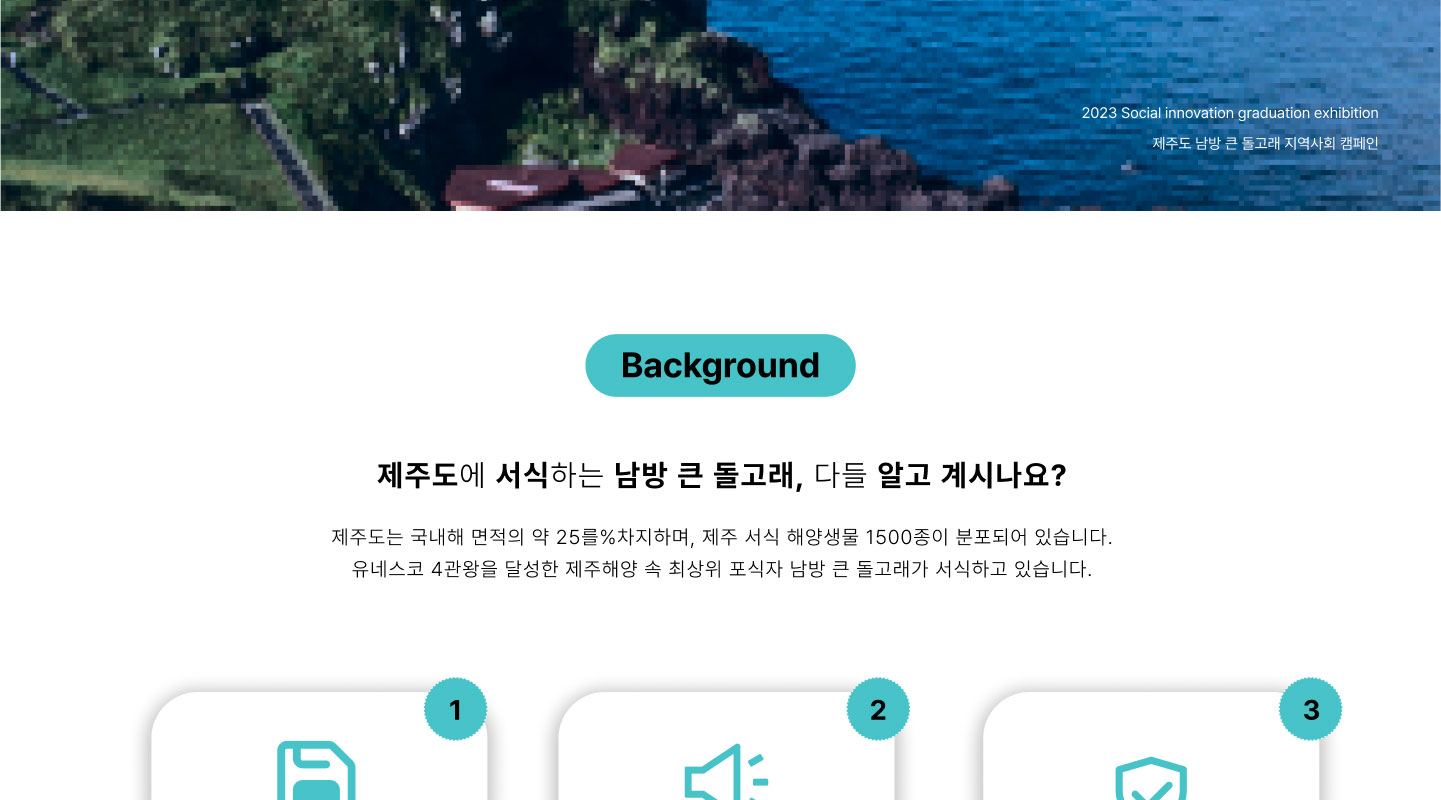 2023 Social innovation graduation exhibition
제주도 남방 큰 돌고래 지역사회 캠페인
Background
제주도에 서식하는 남방 큰 돌고래, 다들 알고 계시나요?
제주도는 국내해 면적의 약 25를%차지하며, 제주 서식 해양생물 1500종이 분포되어 있습니다.
유네스코 4관왕을 달성한 제주해양 속 최상위 포식자 남방 큰 돌고래가 서식하고 있습니다.
1
2
3